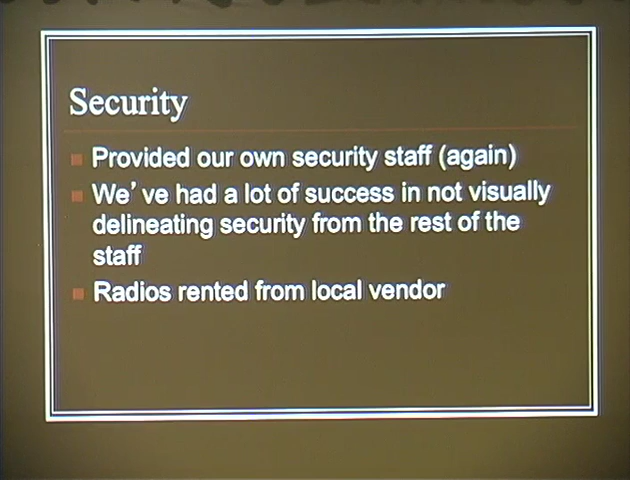 Security
Provided our own security staff (again)
We've had a lot of success in not visually
delineating security from the rest of the
staff
Radios rented from local vendor